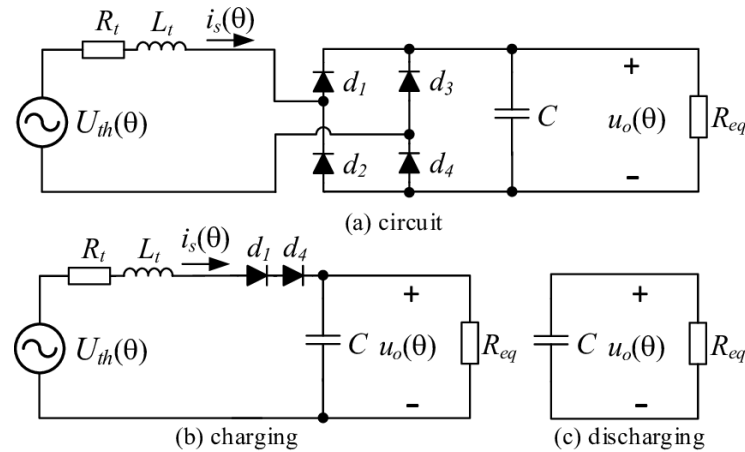 R_t L_t i_s(θ)
U_th(θ)
d_1 d_3
d_2 d_4
C
+
u_o(θ)
-
R_eq
(a) circuit
R_t L_t i_s(θ) d_1 d_4
U_th(θ)
C
+
u_o(θ)
-
R_eq
(b) charging
C
+
u_o(θ)
-
R_eq
(c) discharging